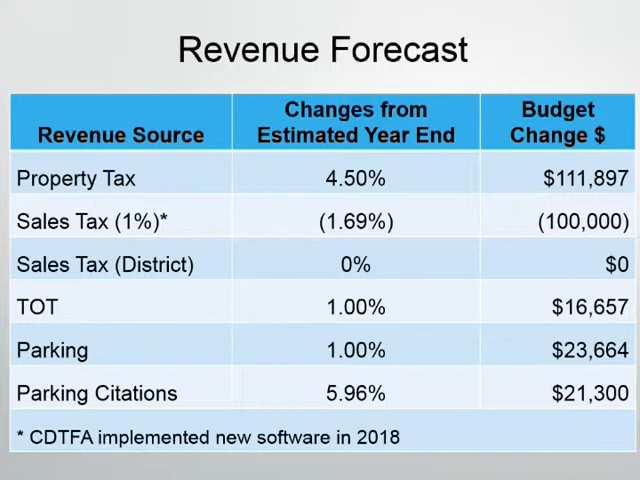 Revenue Forecast
Revenue Source Changes from Estimated Year End Budget Change $
Property Tax 4.50% $111,897
Sales Tax (1%)* (1.69%) (100,000)
Sales Tax (District) 0% $0
TOT 1.00% $16,657
Parking 1.00% $23,664
Parking Citations 5.96% $21,300
* CDTFA implemented new software in 2018